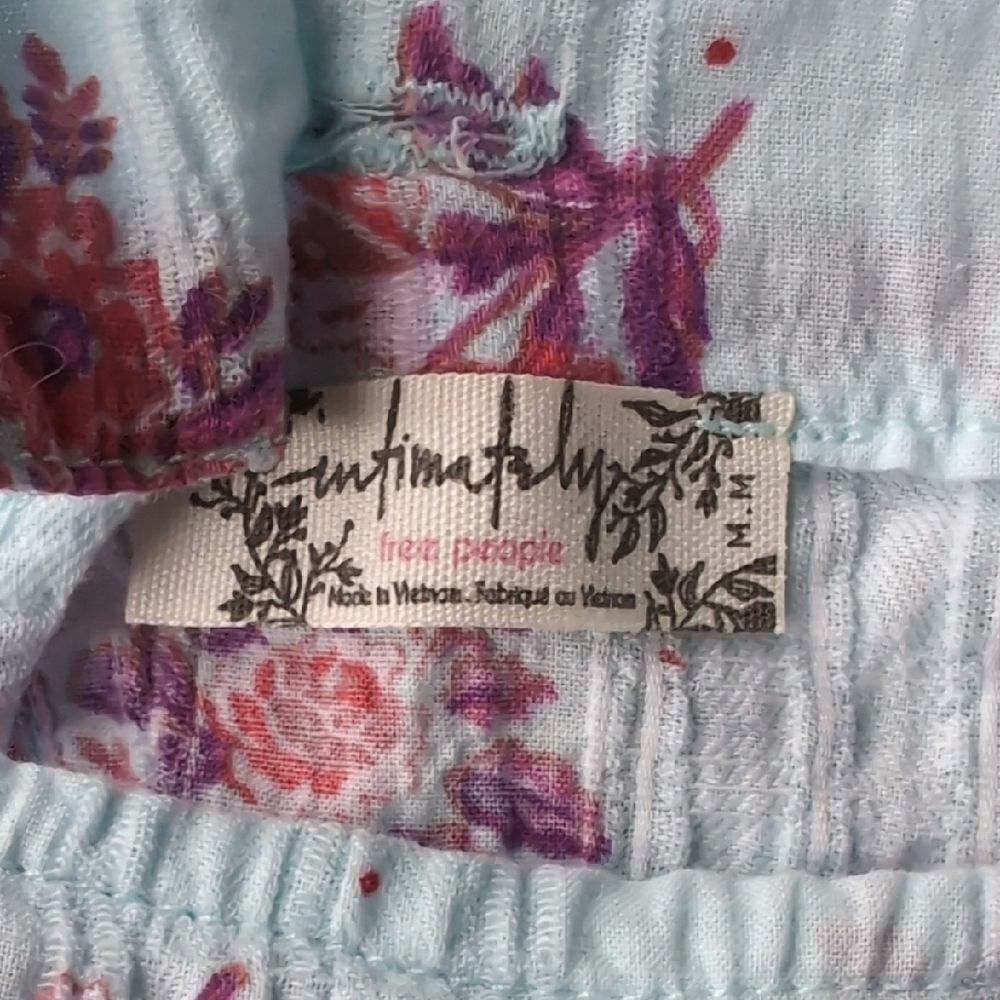 intimately
free people
Made in Vietnam . Fabriqué au Vietnam
M.M